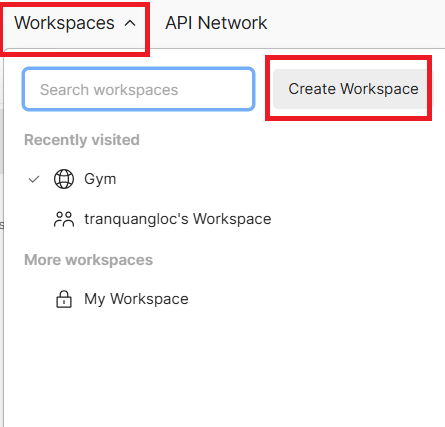 Workspaces API Network
Search workspaces Create Workspace
Recently visited
Gym
tranquangloc's Workspace
More workspaces
My Workspace